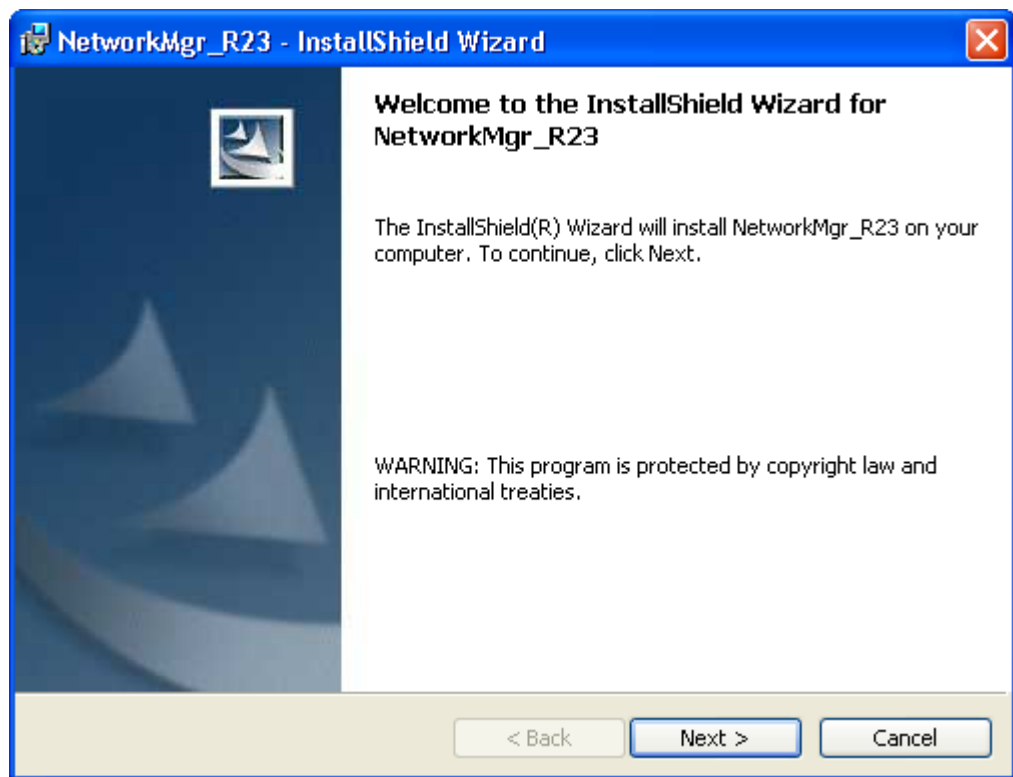 NetworkMgr_R23 - InstallShield Wizard
Welcome to the InstallShield Wizard for
NetworkMgr_R23
The InstallShield(R) Wizard will install NetworkMgr_R23 on your
computer. To continue, click Next.
WARNING: This program is protected by copyright law and
international treaties.
< Back
Next >
Cancel